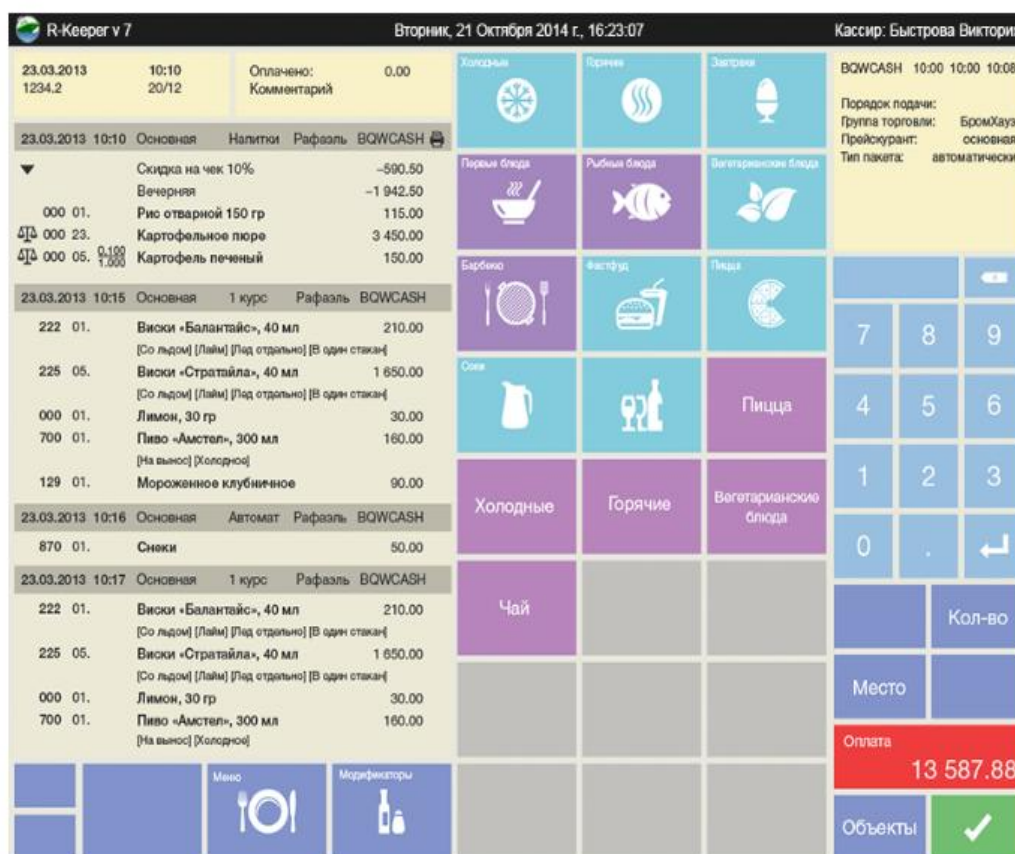 R-Keeper v 7
Вторник, 21 Октября 2014 г., 16:23:07
Кассир: Быстрова Виктория
23.03.2013 10:10 Оплачено: 0.00
1234.2 20/12 Комментарий
23.03.2013 10:10 Основная Напитки Рафаэль BQWCASH
Скидка на чек 10% –590.50
Вечерняя –1 942.50
000 01. Рис отварной 150 гр 115.00
000 23. Картофельное пюре 3 450.00
000 05. 0.100 1.000 Картофель печеный 150.00
23.03.2013 10:15 Основная 1 курс Рафаэль BQWCASH
222 01. Виски «Балантайс», 40 мл 210.00
[Со льдом] [Лайм] [Лед отдельно] [В один стакан]
225 05. Виски «Стратайла», 40 мл 1 650.00
[Со льдом] [Лайм] [Лед отдельно] [В один стакан]
000 01. Лимон, 30 гр 30.00
700 01. Пиво «Амстел», 300 мл 160.00
[На вынос] [Холодное]
129 01. Мороженное клубничное 90.00
23.03.2013 10:16 Основная Автомат Рафаэль BQWCASH
870 01. Снеки 50.00
23.03.2013 10:17 Основная 1 курс Рафаэль BQWCASH
222 01. Виски «Балантайс», 40 мл 210.00
[Со льдом] [Лайм] [Лед отдельно] [В один стакан]
225 05. Виски «Стратайла», 40 мл 1 650.00
[Со льдом] [Лайм] [Лед отдельно] [В один стакан]
000 01. Лимон, 30 гр 30.00
700 01. Пиво «Амстел», 300 мл 160.00
[На вынос] [Холодное]
Меню
Модификаторы
Холодные
Горячие
Завтраки
Первые блюда
Рыбные блюда
Вегетарианские блюда
Барбекю
Фастфуд
Пицца
Соки
Пицца
Холодные
Горячие
Вегетарианские
блюда
Чай
BQWCASH 10:00 10:00 10:08
Порядок подачи:
Группа торговли: БромХауз
Прейскурант: основная
Тип пакета: автоматически
7 8 9
4 5 6
1 2 3
0 .
Кол-во
Место
Оплата
13 587.88
Объекты